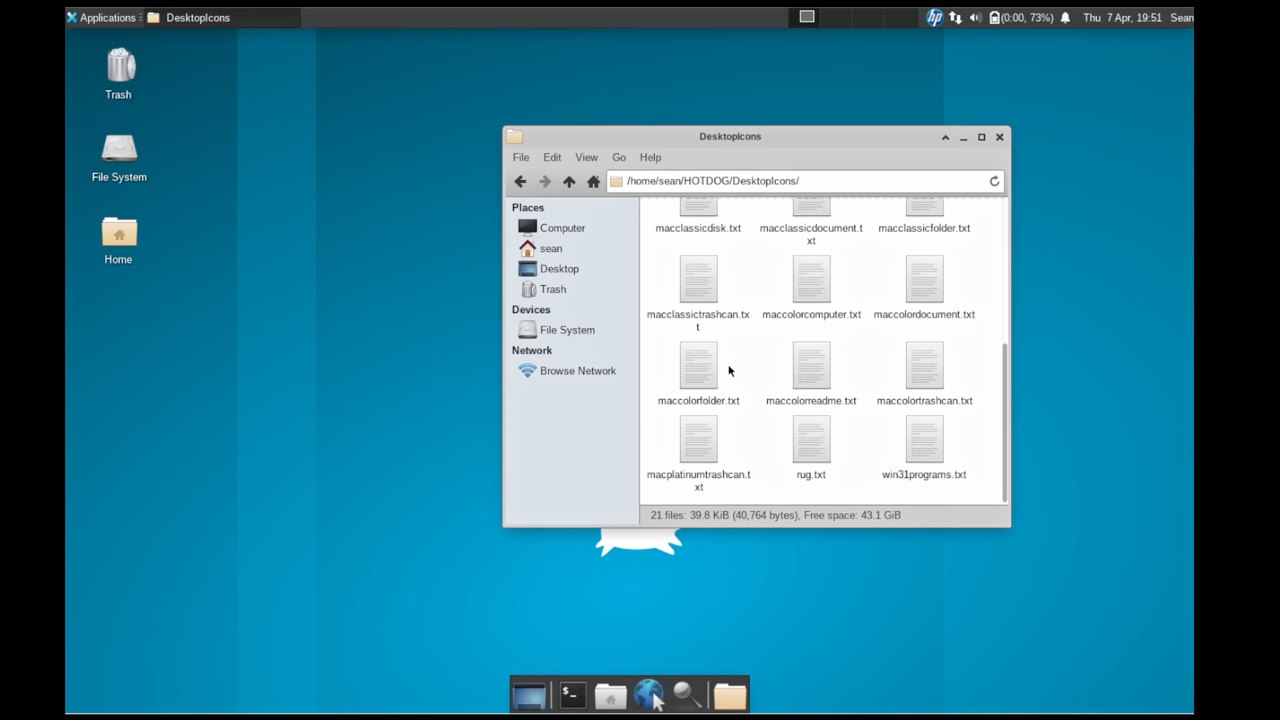 Applications
DesktopIcons
(0:00, 73%)
Thu 7 Apr, 19:51
Sean
Trash
File System
Home
DesktopIcons
File Edit View Go Help
/home/sean/HOTDOG/DesktopIcons/
Places
Computer
sean
Desktop
Trash
Devices
File System
Network
Browse Network
macclassicdisk.txt
macclassicdocument.t
xt
macclassicfolder.txt
macclassictrashcan.tx
t
maccolorcomputer.txt
maccolordocument.txt
maccolorfolder.txt
maccolorreadme.txt
maccolortrashcan.txt
macplatinumtrashcan.t
xt
rug.txt
win31programs.txt
21 files: 39.8 KiB (40,764 bytes), Free space: 43.1 GiB
hp